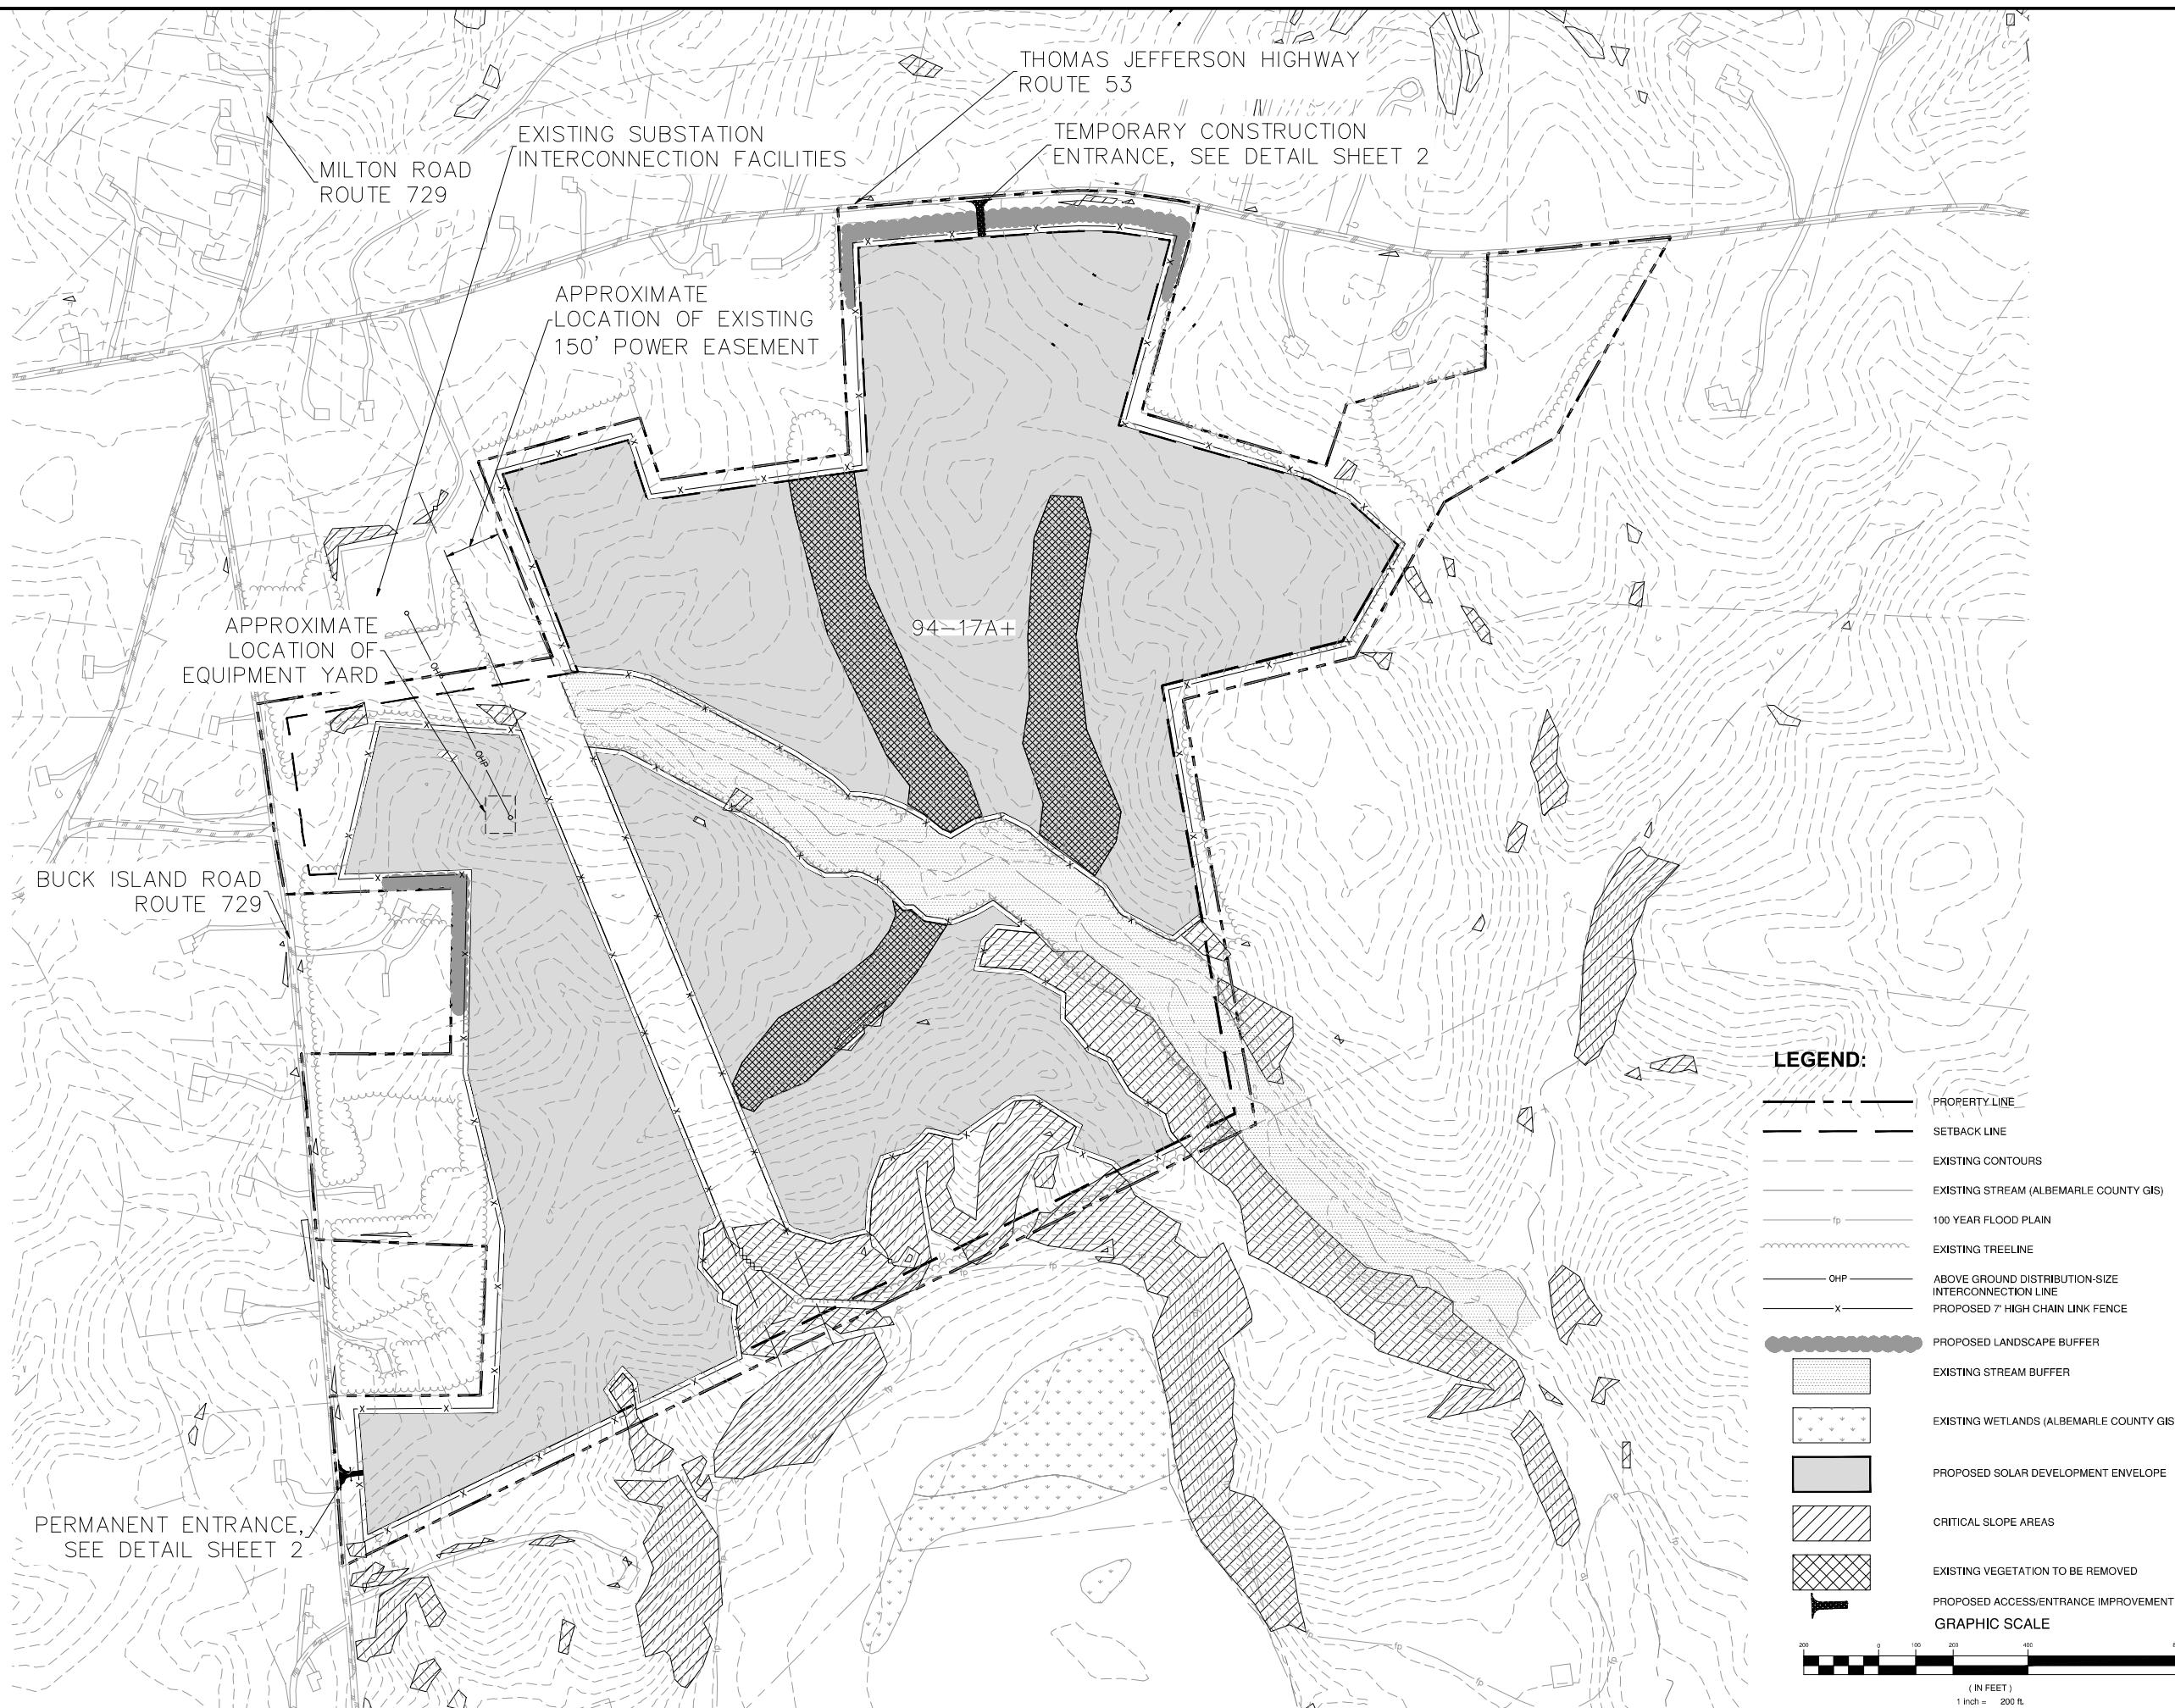 THOMAS JEFFERSON HIGHWAY
ROUTE 53
EXISTING SUBSTATION
INTERCONNECTION FACILITIES
TEMPORARY CONSTRUCTION
ENTRANCE, SEE DETAIL SHEET 2
MILTON ROAD
ROUTE 729
APPROXIMATE
LOCATION OF EXISTING
150' POWER EASEMENT
94-17A+
APPROXIMATE
LOCATION OF
EQUIPMENT YARD
OHP
OHP
BUCK ISLAND ROAD
ROUTE 729
PERMANENT ENTRANCE,
SEE DETAIL SHEET 2
LEGEND:
PROPERTY LINE
SETBACK LINE
EXISTING CONTOURS
EXISTING STREAM (ALBEMARLE COUNTY GIS)
fp
100 YEAR FLOOD PLAIN
EXISTING TREELINE
OHP
ABOVE GROUND DISTRIBUTION-SIZE
INTERCONNECTION LINE
X
PROPOSED 7' HIGH CHAIN LINK FENCE
PROPOSED LANDSCAPE BUFFER
EXISTING STREAM BUFFER
EXISTING WETLANDS (ALBEMARLE COUNTY GIS
PROPOSED SOLAR DEVELOPMENT ENVELOPE
CRITICAL SLOPE AREAS
EXISTING VEGETATION TO BE REMOVED
PROPOSED ACCESS/ENTRANCE IMPROVEMENT
GRAPHIC SCALE
200 0 100 200 400
( IN FEET )
1 inch = 200 ft.